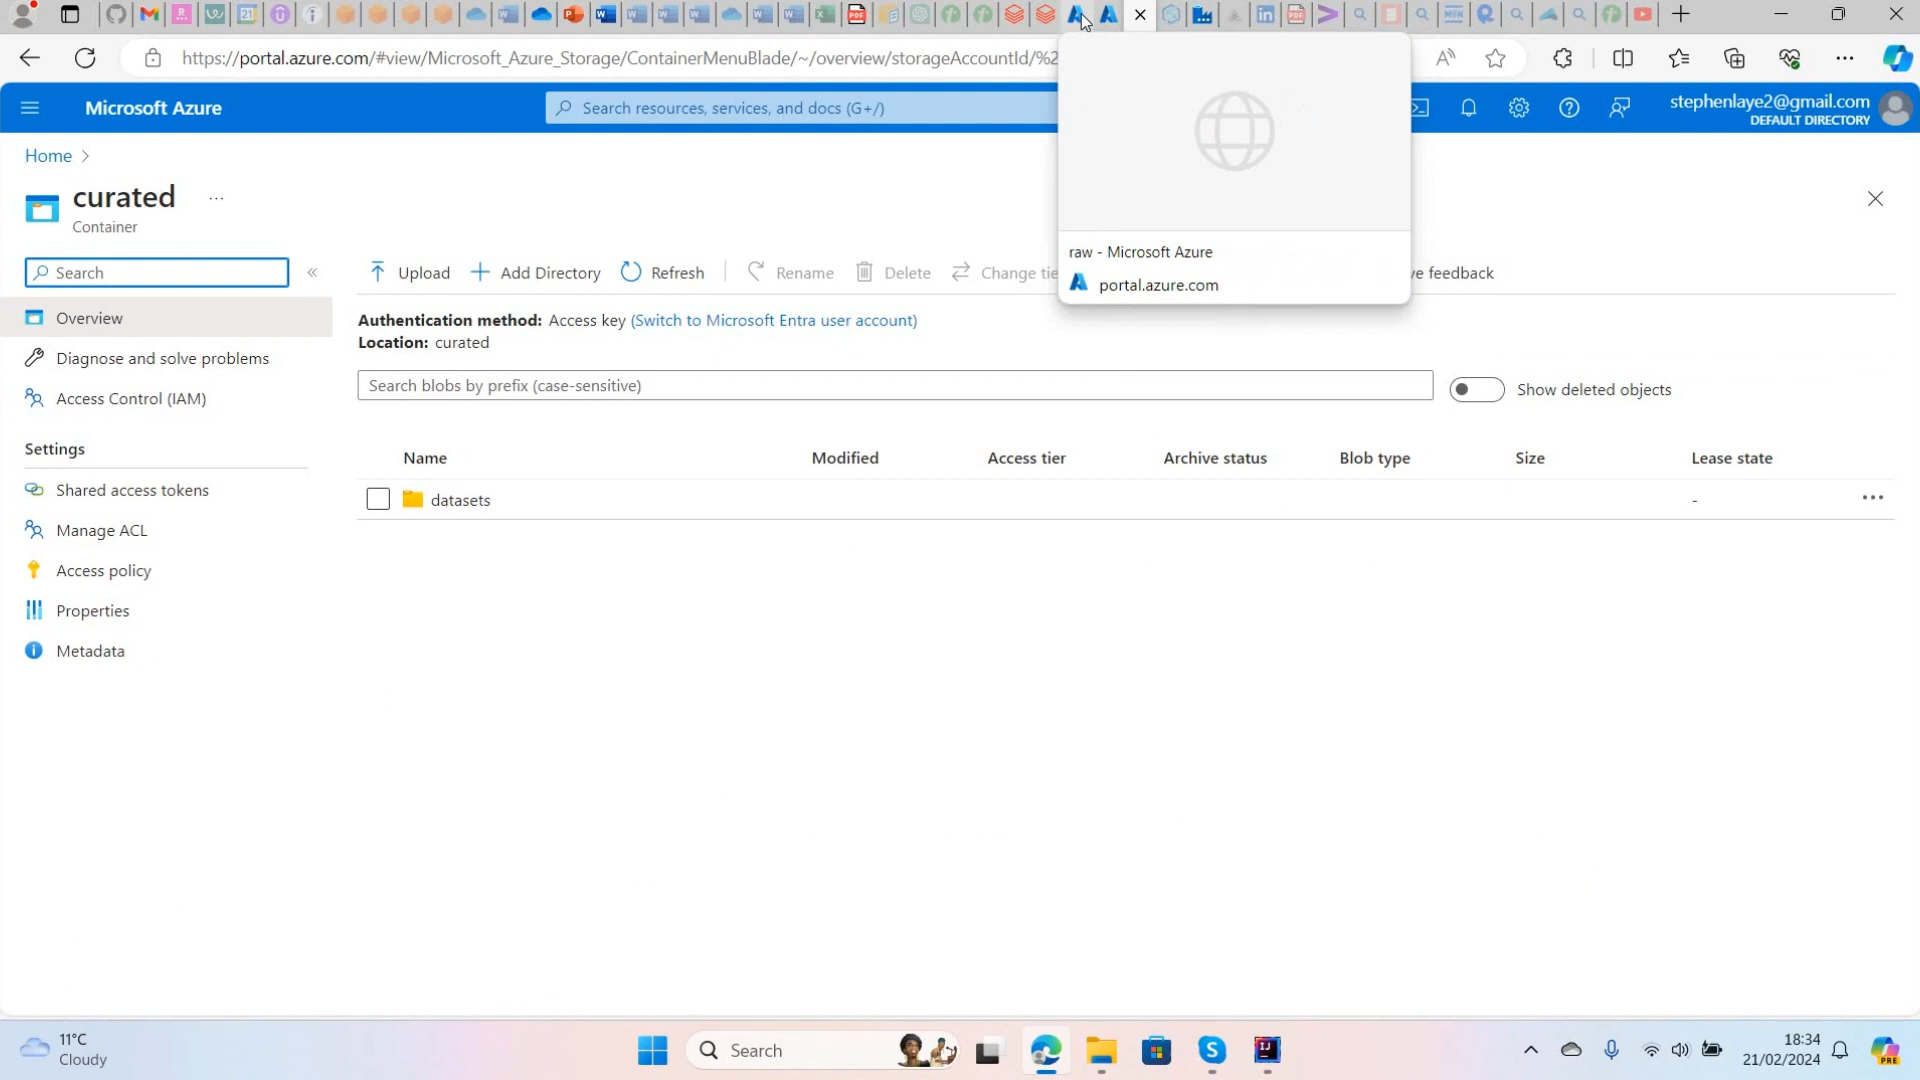 https://portal.azure.com/#view/Microsoft_Azure_Storage/ContainerMenuBlade/~/overview/storageAccountId/%2
Microsoft Azure
Search resources, services, and docs (G+/)
stephenlaye2@gmail.com
DEFAULT DIRECTORY
raw - Microsoft Azure
portal.azure.com
Home
curated
Container
Search
Upload
Add Directory
Refresh
Rename
Delete
Change tie
ve feedback
Overview
Diagnose and solve problems
Access Control (IAM)
Settings
Shared access tokens
Manage ACL
Access policy
Properties
Metadata
Authentication method: Access key (Switch to Microsoft Entra user account)
Location: curated
Search blobs by prefix (case-sensitive)
Show deleted objects
Name Modified Access tier Archive status Blob type Size Lease state
datasets -
11°C
Cloudy
Search
18:34
21/02/2024